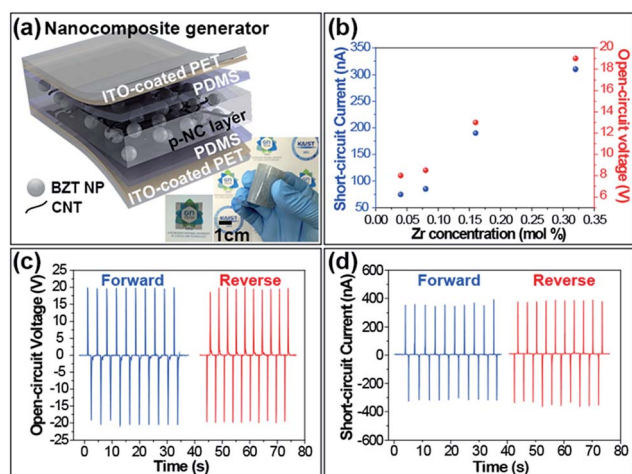 (a) Nanocomposite generator
ITO-coated PET
PDMS
p-NC layer
PDMS
ITO-coated PET
BZT NP
CNT
KAIST
1cm
(b)
Short-circuit Current (nA)
350
300
250
200
150
100
50
Open-circuit voltage (V)
20
18
16
14
12
10
8
6
0.00 0.05 0.10 0.15 0.20 0.25 0.30 0.35
Zr concentration (mol %)
(c)
Forward Reverse
Open-circuit Voltage (V)
25
20
15
10
5
0
-5
-10
-15
-20
-25
0 10 20 30 40 50 60 70 80
Time (s)
(d)
Forward Reverse
Short-circuit Current (nA)
600
400
200
0
-200
-400
-600
0 10 20 30 40 50 60 70 80
Time (s)